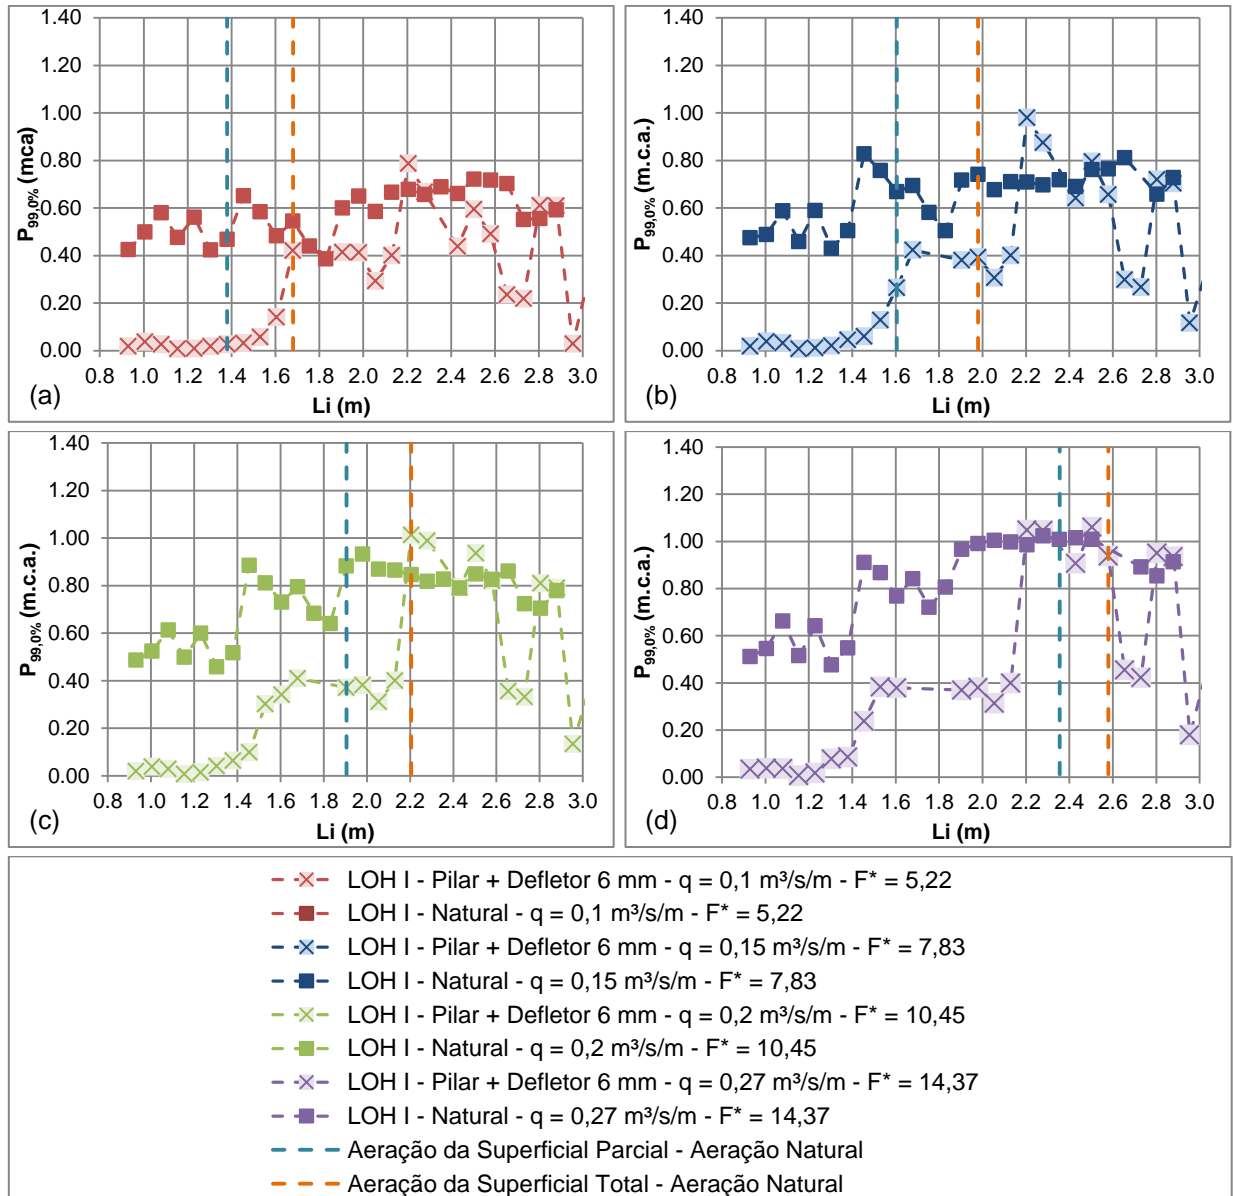 1.40
1.20
1.00
0.80
0.60
0.40
0.20
0.00
P99,0% (mca)
0.8 1.0 1.2 1.4 1.6 1.8 2.0 2.2 2.4 2.6 2.8 3.0
(a)
Li (m)
1.40
1.20
1.00
0.80
0.60
0.40
0.20
0.00
P99,0% (m.c.a.)
0.8 1.0 1.2 1.4 1.6 1.8 2.0 2.2 2.4 2.6 2.8 3.0
(b)
Li (m)
1.40
1.20
1.00
0.80
0.60
0.40
0.20
0.00
P99,0% (m.c.a.)
0.8 1.0 1.2 1.4 1.6 1.8 2.0 2.2 2.4 2.6 2.8 3.0
(c)
Li (m)
1.40
1.20
1.00
0.80
0.60
0.40
0.20
0.00
P99,0% (m.c.a.)
0.8 1.0 1.2 1.4 1.6 1.8 2.0 2.2 2.4 2.6 2.8 3.0
(d)
Li (m)
LOH I - Pilar + Defletor 6 mm - q = 0,1 m³/s/m - F* = 5,22
LOH I - Natural - q = 0,1 m³/s/m - F* = 5,22
LOH I - Pilar + Defletor 6 mm - q = 0,15 m³/s/m - F* = 7,83
LOH I - Natural - q = 0,15 m³/s/m - F* = 7,83
LOH I - Pilar + Defletor 6 mm - q = 0,2 m³/s/m - F* = 10,45
LOH I - Natural - q = 0,2 m³/s/m - F* = 10,45
LOH I - Pilar + Defletor 6 mm - q = 0,27 m³/s/m - F* = 14,37
LOH I - Natural - q = 0,27 m³/s/m - F* = 14,37
Aeração da Superficial Parcial - Aeração Natural
Aeração da Superficial Total - Aeração Natural